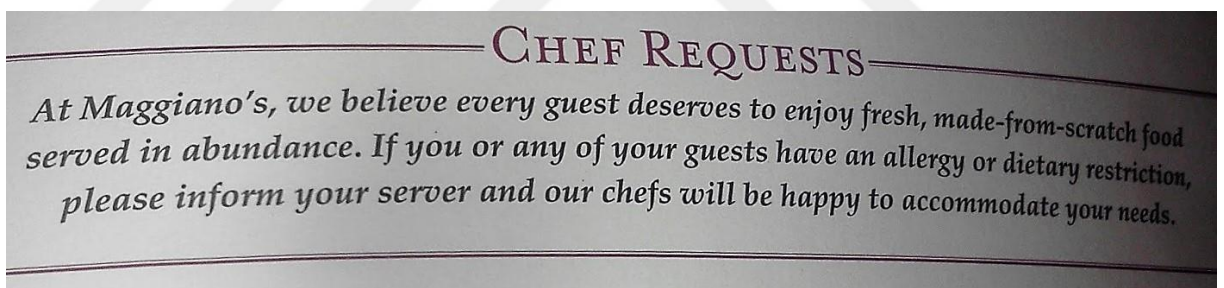 CHEF REQUESTS
At Maggiano's, we believe every guest deserves to enjoy fresh, made-from-scratch food
served in abundance. If you or any of your guests have an allergy or dietary restriction,
please inform your server and our chefs will be happy to accommodate your needs.